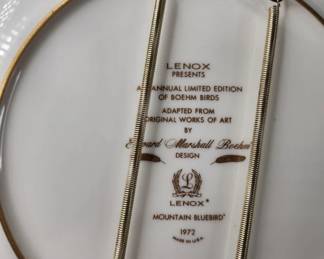 LENOX
PRESENTS
AN ANNUAL LIMITED EDITION
OF BOEHM BIRDS
ADAPTED FROM
ORIGINAL WORKS OF ART
BY
Edward Marshall Boehm
DESIGN
L
LENOX®
MOUNTAIN BLUEBIRD
1972
MADE IN U.S.A.